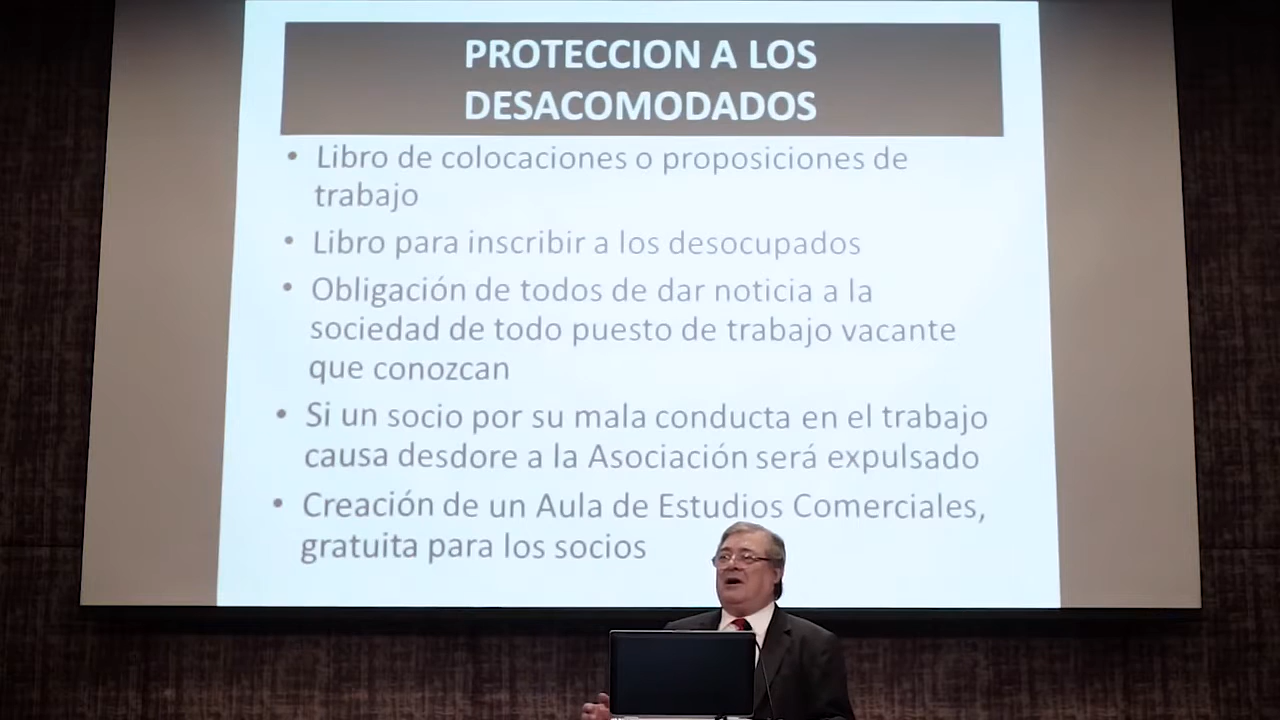 PROTECCION A LOS
DESACOMODADOS
• Libro de colocaciones o proposiciones de
trabajo
• Libro para inscribir a los desocupados
• Obligación de todos de dar noticia a la
sociedad de todo puesto de trabajo vacante
que conozcan
• Si un socio por su mala conducta en el trabajo
causa desdore a la Asociación será expulsado
• Creación de un Aula de Estudios Comerciales,
gratuita para los socios